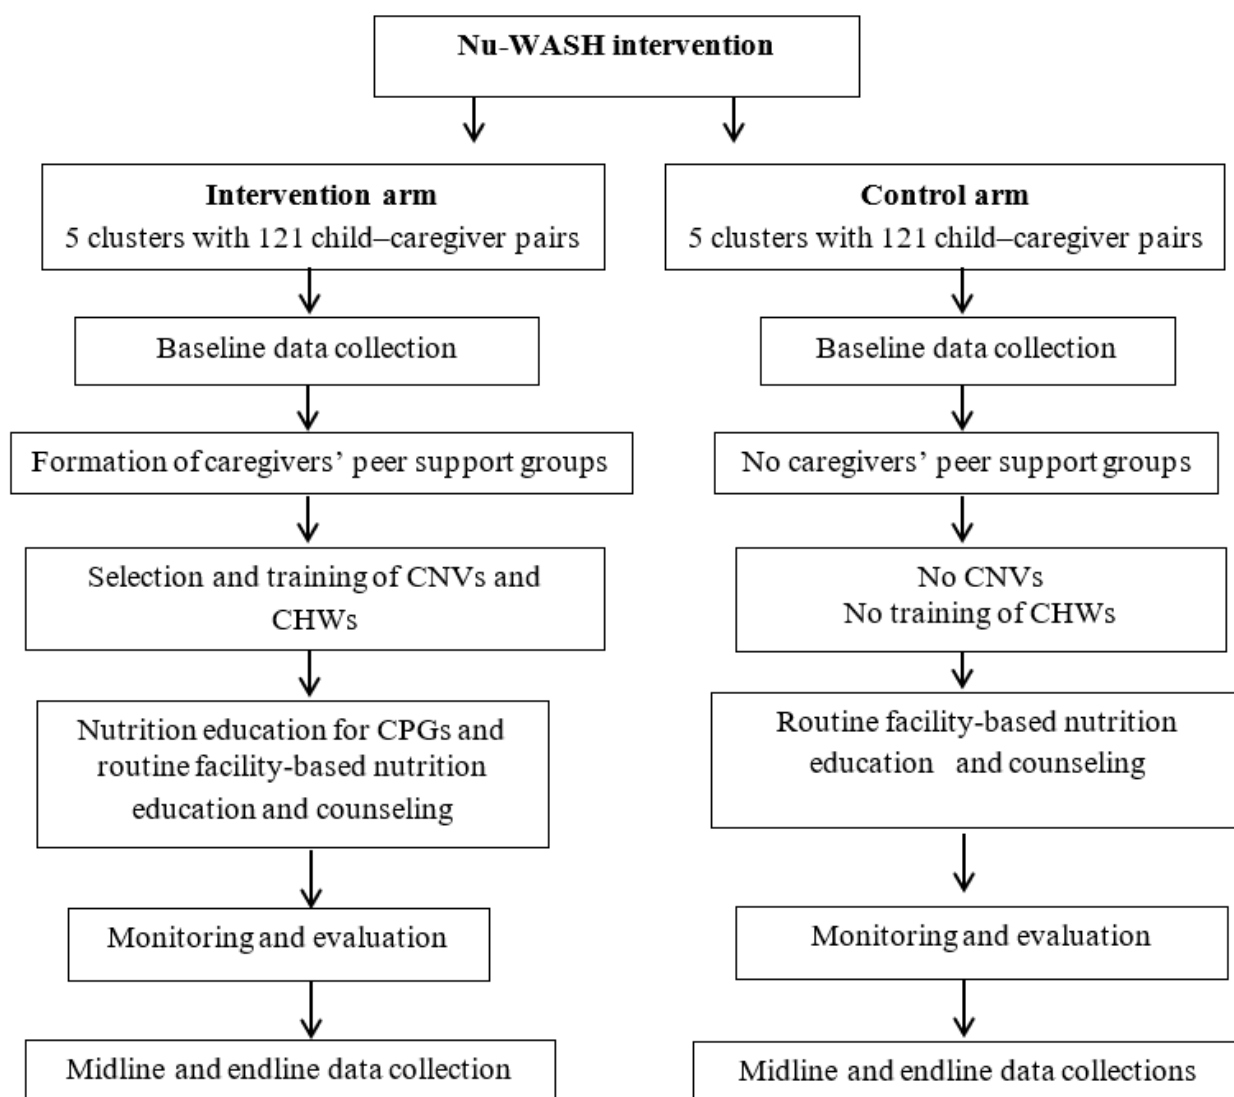 Nu-WASH intervention
Intervention arm
5 clusters with 121 child–caregiver pairs
Baseline data collection
Formation of caregivers’ peer support groups
Selection and training of CNVs and
CHWs
Nutrition education for CPGs and
routine facility-based nutrition
education and counseling
Monitoring and evaluation
Midline and endline data collection
Control arm
5 clusters with 121 child–caregiver pairs
Baseline data collection
No caregivers’ peer support groups
No CNVs
No training of CHWs
Routine facility-based nutrition
education and counseling
Monitoring and evaluation
Midline and endline data collections